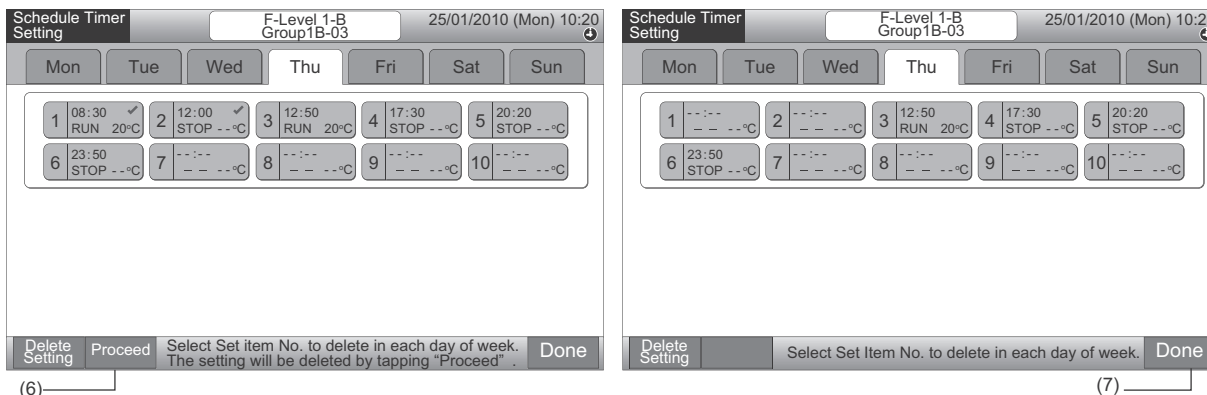 Schedule Timer
Setting
F-Level 1-B
Group1B-03
25/01/2010 (Mon) 10:20
Mon Tue Wed Thu Fri Sat Sun
1 08:30 ✓ RUN 20°C
2 12:00 ✓ STOP --°C
3 12:50 RUN 20°C
4 17:30 STOP --°C
5 20:20 STOP --°C
6 23:50 STOP --°C
7 --:-- – – --°C
8 --:-- – – --°C
9 --:-- – – --°C
10 --:-- – – --°C
Delete
Setting
Proceed
Select Set item No. to delete in each day of week.
The setting will be deleted by tapping “Proceed” .
Done
(6)
Schedule Timer
Setting
F-Level 1-B
Group1B-03
25/01/2010 (Mon) 10:2
Mon Tue Wed Thu Fri Sat Sun
1 --:-- – – --°C
2 --:-- – – --°C
3 12:50 RUN 20°C
4 17:30 STOP --°C
5 20:20 STOP --°C
6 23:50 STOP --°C
7 --:-- – – --°C
8 --:-- – – --°C
9 --:-- – – --°C
10 --:-- – – --°C
Delete
Setting
Select Set Item No. to delete in each day of week.
Done
(7)